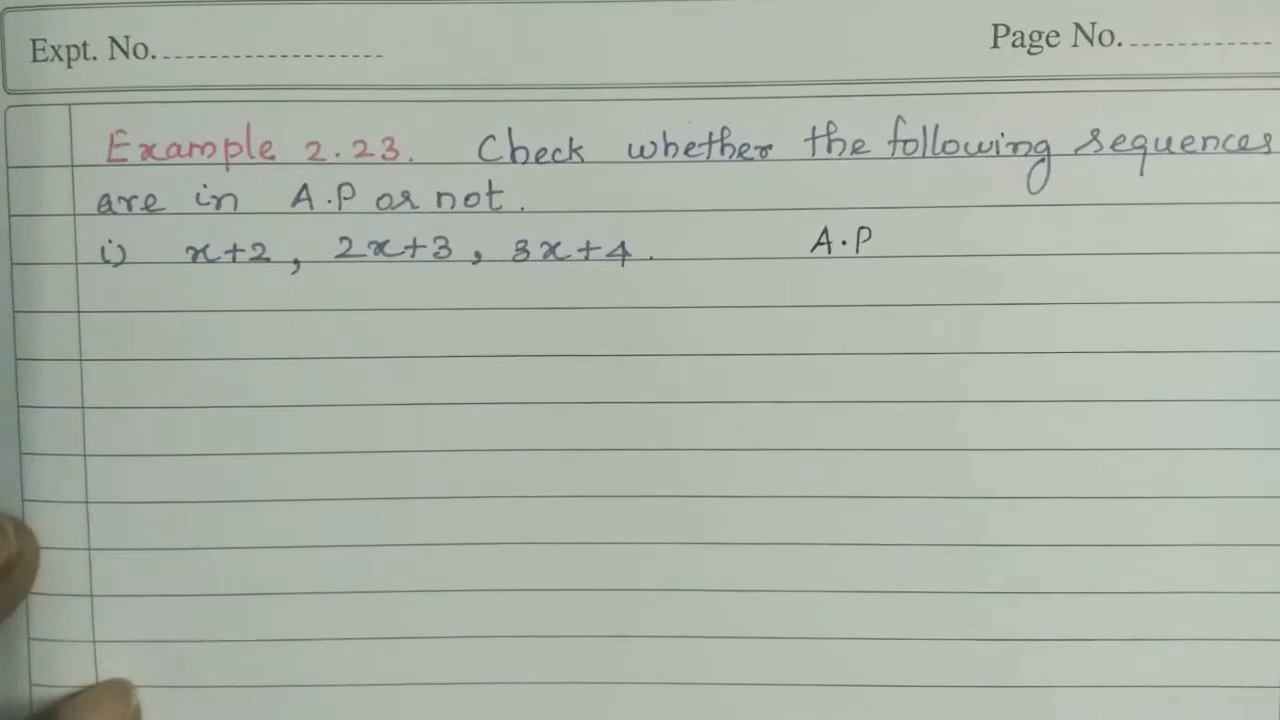 Expt. No. Page No.
Example 2.23. Check whether the following sequences
are in A.P or not.
i) x+2, 2x+3, 3x+4. A.P